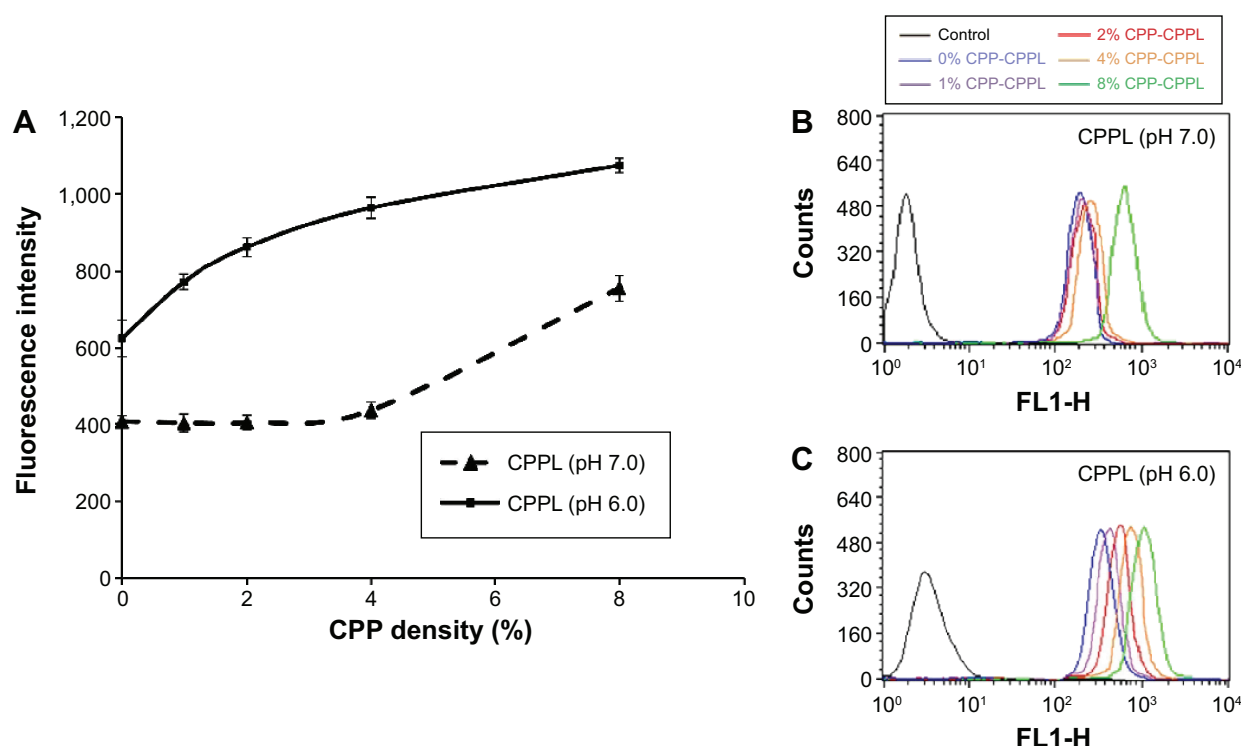 A
1,200
1,000
800
600
400
200
0
0 2 4 6 8 10
Fluorescence intensity
CPP density (%)
CPPL (pH 7.0)
CPPL (pH 6.0)
Control
0% CPP-CPPL
1% CPP-CPPL
2% CPP-CPPL
4% CPP-CPPL
8% CPP-CPPL
B
CPPL (pH 7.0)
800
640
480
320
160
0
Counts
10⁰ 10¹ 10² 10³ 10⁴
FL1-H
C
CPPL (pH 6.0)
800
640
480
320
160
0
Counts
10⁰ 10¹ 10² 10³ 10⁴
FL1-H